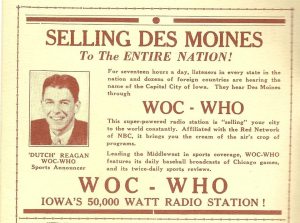 SELLING DES MOINES
To The ENTIRE NATION!
For seventeen hours a day, listeners in every state in the nation
and dozens of foreign countries are hearing
the name of the Capitol City of Iowa. They hear Des Moines
through
WOC - WHO
This super-powered radio station is "selling" your city
to the world constantly. Affiliated with the Red Network
of NBC, it brings you the cream of the air's crop of
programs.
Leading the Middlewest in sports coverage, WOC-WHO
features its daily baseball broadcasts of Chicago games,
and its twice-daily sports reviews.
'DUTCH' REAGAN
WOC-WHO
Sports Announcer
WOC - WHO
IOWA'S 50,000 WATT RADIO STATION !